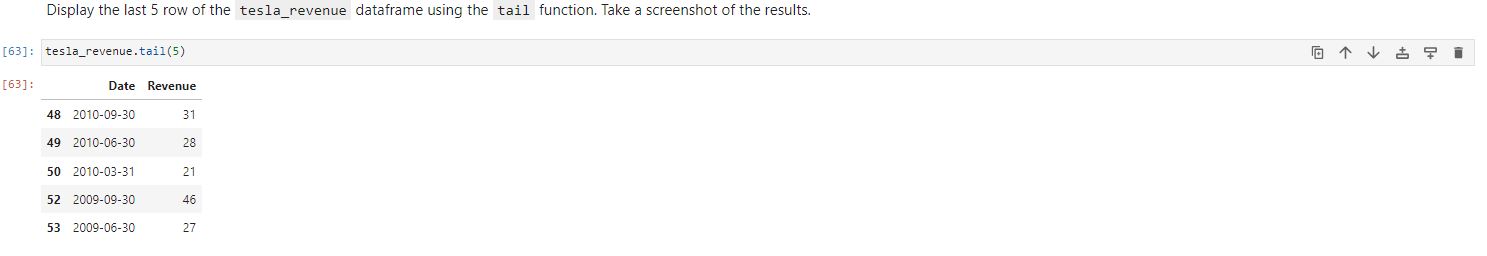 Display the last 5 row of the tesla_revenue dataframe using the tail function. Take a screenshot of the results.
[63]: tesla_revenue.tail(5)
[63]: Date Revenue
48 2010-09-30 31
49 2010-06-30 28
50 2010-03-31 21
52 2009-09-30 46
53 2009-06-30 27